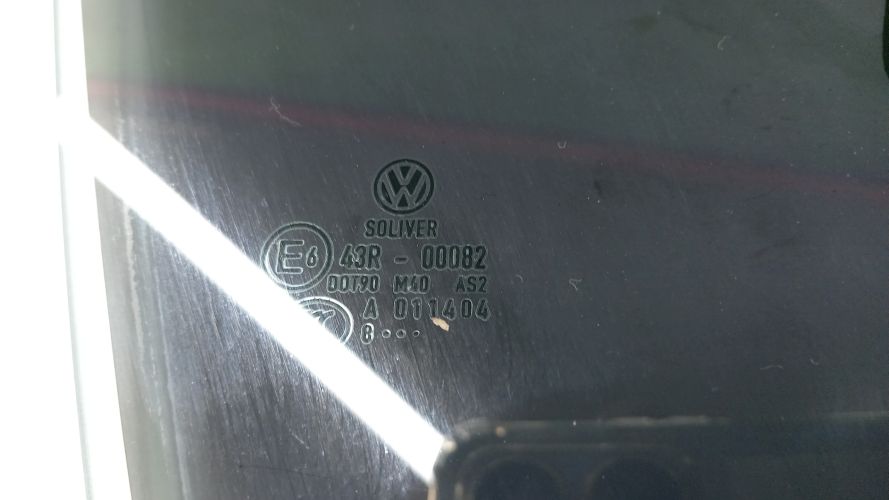 VW
SOLIVER
E6 43R - 00082
DOT90 M40 AS2
A 011404
8•••